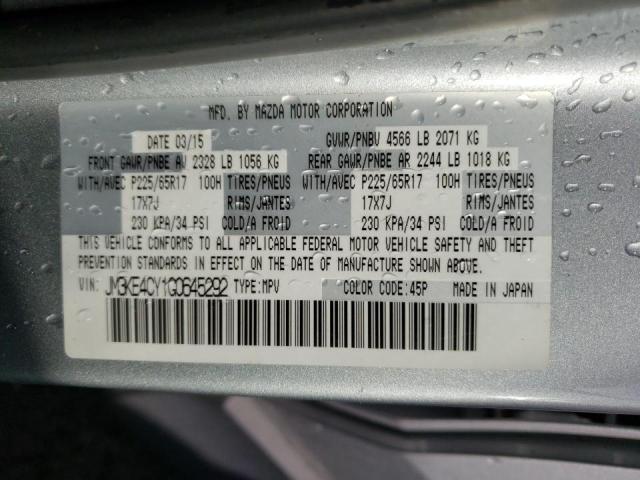 MFD. BY MAZDA MOTOR CORPORATION
DATE 03/15 GVWR/PNBV 4566 LB 2071 KG
FRONT GAWR/PNBE AV 2328 LB 1056 KG REAR GAWR/PNBE AR 2244 LB 1018 KG
WITH/AVEC P225/65R17 100H TIRES/PNEUS WITH/AVEC P225/65R17 100H TIRES/PNEUS
17X7J RIMS/JANTES 17X7J RIMS/JANTES
230 KPA/34 PSI COLD/A FROID 230 KPA/34 PSI COLD/A FROID
THIS VEHICLE CONFORMS TO ALL APPLICABLE FEDERAL MOTOR VEHICLE SAFETY AND THEFT
PREVENTION STANDARDS IN EFFECT ON THE DATE OF MANUFACTURE SHOWN ABOVE.
VIN: JM3KE4CY1G0645292 TYPE:MPV COLOR CODE:45P MADE IN JAPAN